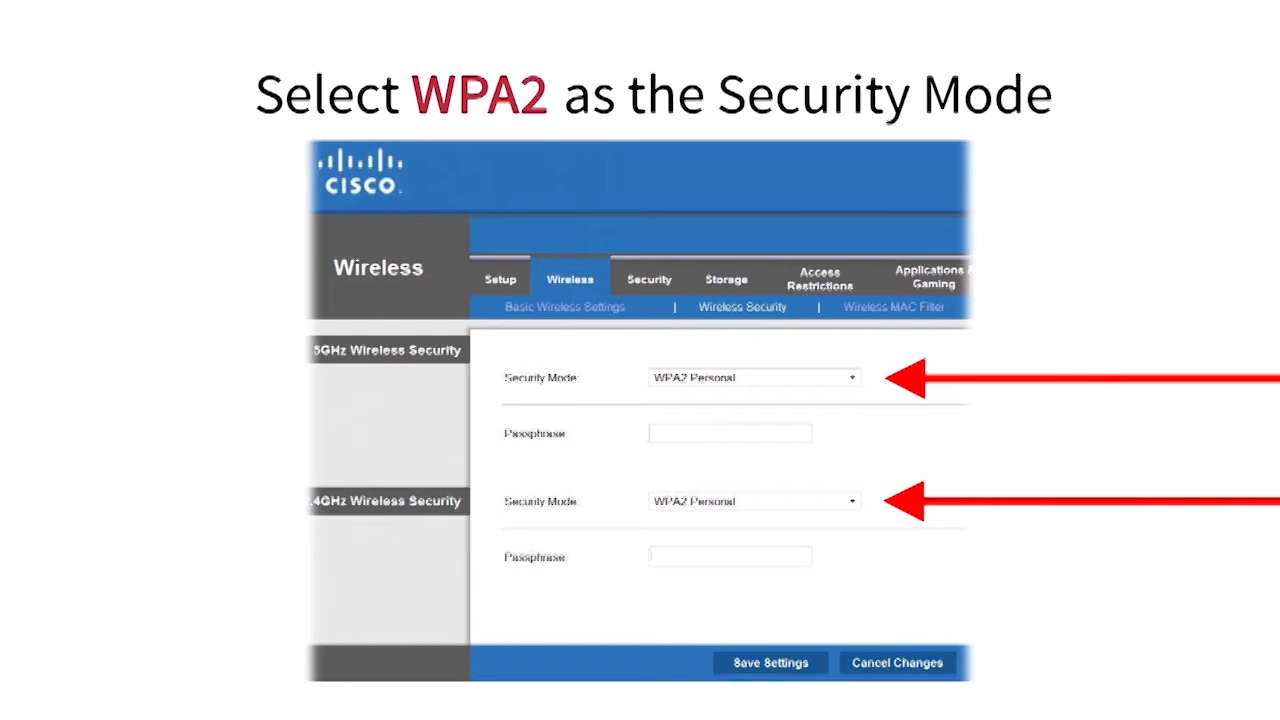 Select WPA2 as the Security Mode
CISCO
Wireless
Setup
Wireless
Security
Storage
Access
Restrictions
Applications &
Gaming
Basic Wireless Settings | Wireless Security | Wireless MAC Filter
5GHz Wireless Security
Security Mode: WPA2 Personal
Passphrase:
2.4GHz Wireless Security
Security Mode: WPA2 Personal
Passphrase:
Save Settings
Cancel Changes